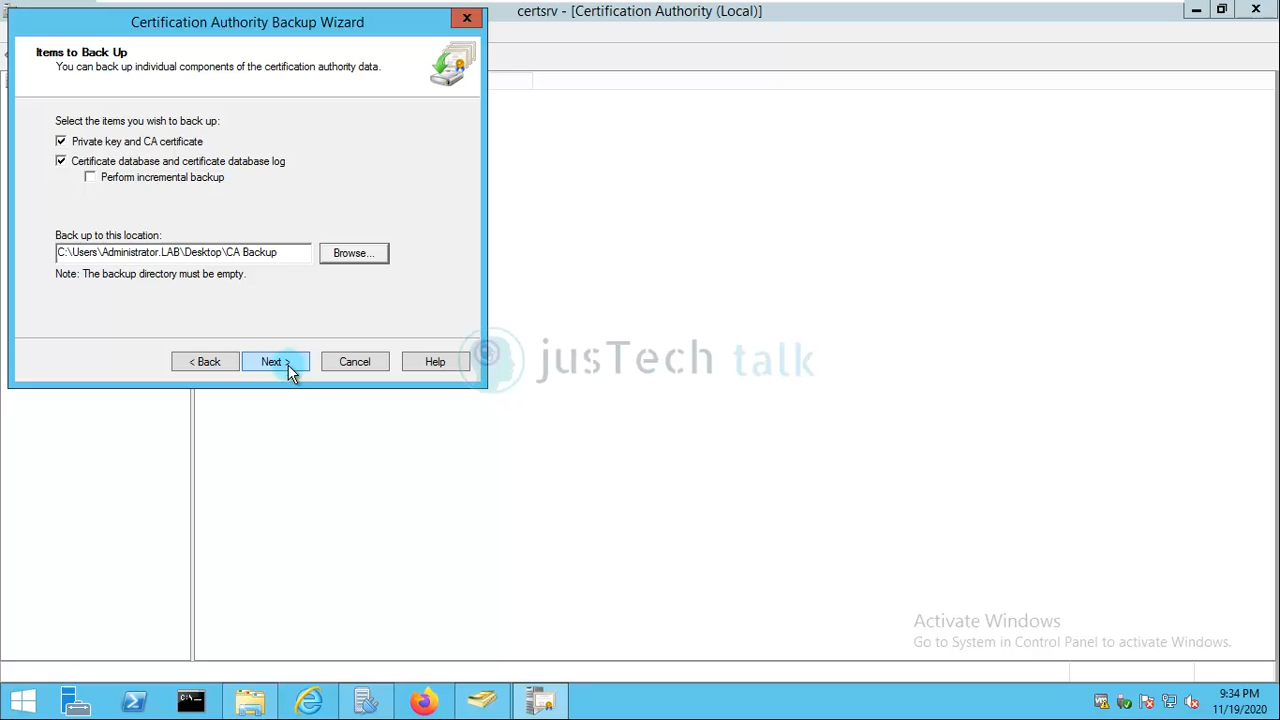 Certification Authority Backup Wizard
certsrv - [Certification Authority (Local)]
Items to Back Up
You can back up individual components of the certification authority data.
Select the items you wish to back up:
Private key and CA certificate
Certificate database and certificate database log
Perform incremental backup
Back up to this location:
C:\Users\Administrator.LAB\Desktop\CA Backup
Browse...
Note: The backup directory must be empty.
< Back
Next >
Cancel
Help
jusTech talk
Activate Windows
Go to System in Control Panel to activate Windows.
9:34 PM
11/19/2020